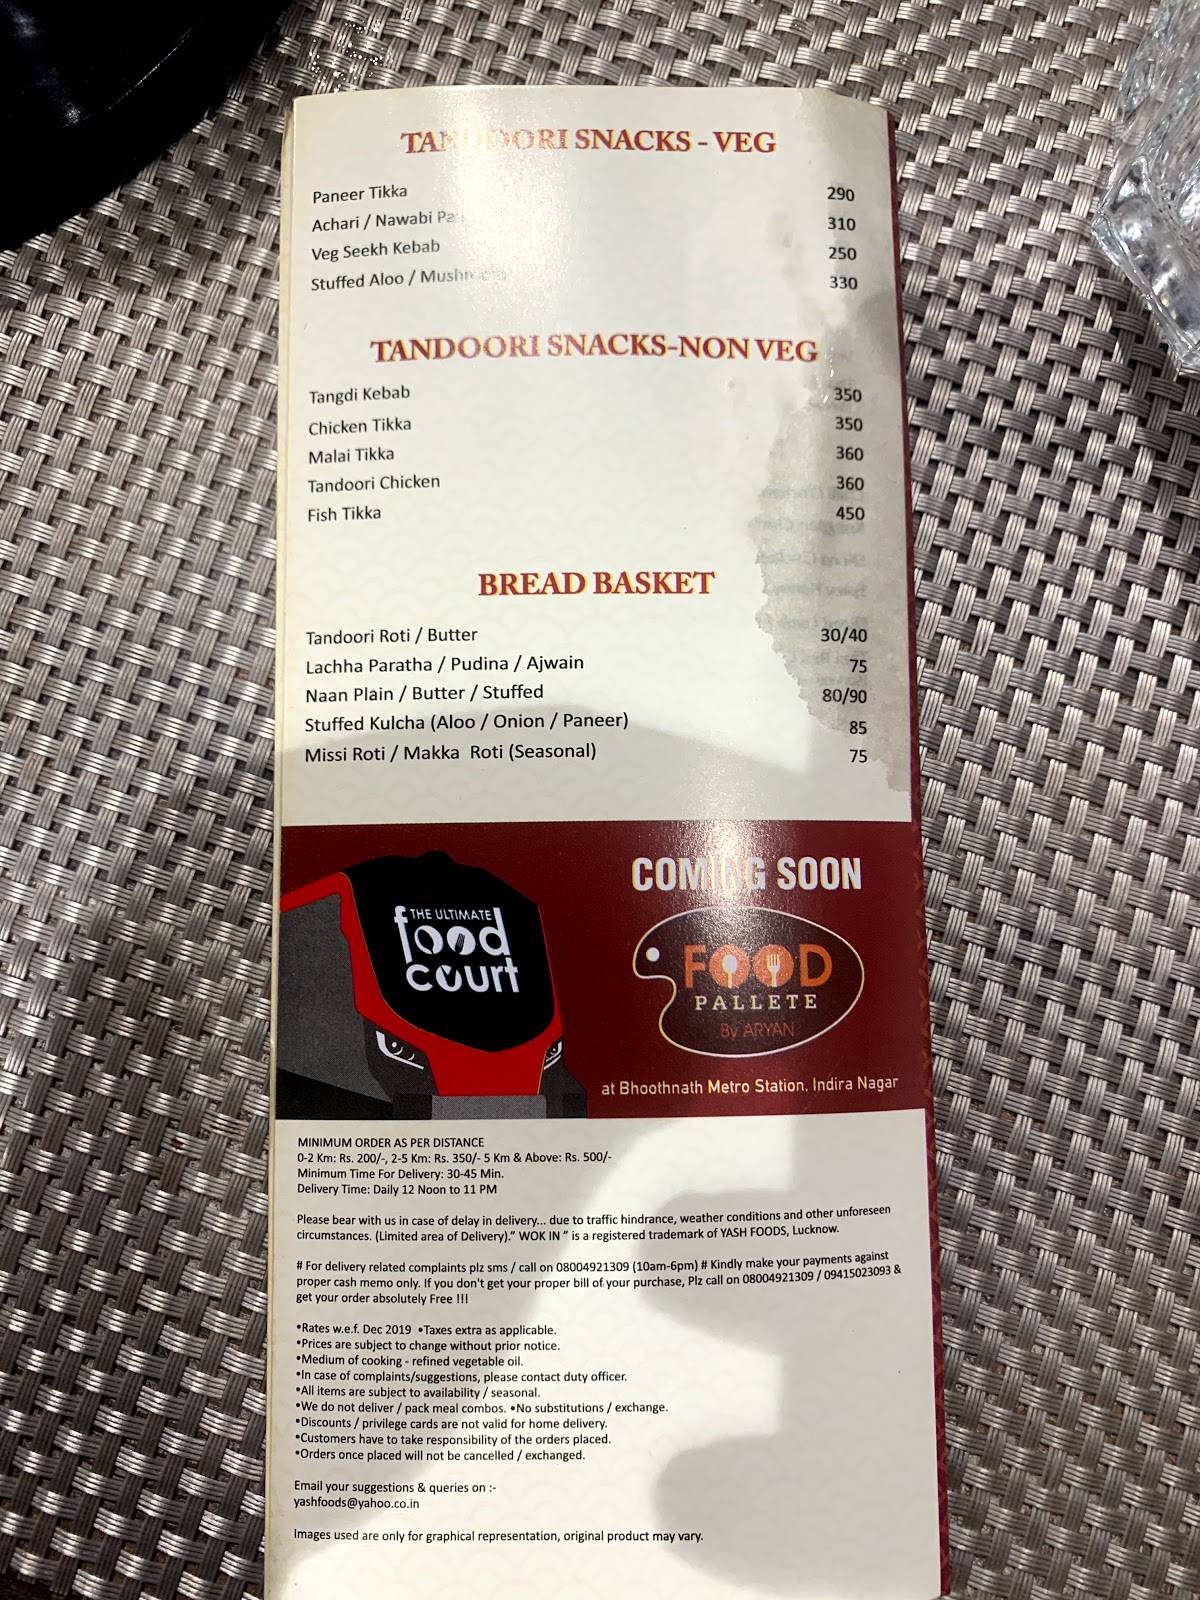 TANDOORI SNACKS - VEG
Paneer Tikka 290
Achari / Nawabi 310
Veg Seekh Kebab 250
Stuffed Aloo / 330
TANDOORI SNACKS-NON VEG
Tangdi Kebab 350
Chicken Tikka 350
Malai Tikka 360
Tandoori Chicken 360
Fish Tikka 450
BREAD BASKET
Tandoori Roti / Butter 30/40
Lachha Paratha / Pudina / Ajwain 75
Naan Plain / Butter / Stuffed 80/90
Stuffed Kulcha (Aloo / Onion / Paneer) 85
Missi Roti / Makka Roti (Seasonal) 75
THE ULTIMATE
food
court
COMING SOON
FOOD
PALLETE
By ARYAN
at Bhoothnath Metro Station, Indira Nagar
MINIMUM ORDER AS PER DISTANCE
0-2 Km: Rs. 200/-, 2-5 Km: Rs. 350/- 5 Km & Above: Rs. 500/-
Minimum Time For Delivery: 30-45 Min.
Delivery Time: Daily 12 Noon to 11 PM
Please bear with us in case of delay in delivery... due to traffic hindrance, weather conditions and other unforeseen
circumstances. (Limited area of Delivery)." WOK IN " is a registered trademark of YASH FOODS, Lucknow.
# For delivery related complaints plz sms / call on 08004921309 (10am-6pm) # Kindly make your payments against
proper cash memo only. If you don't get your proper bill of your purchase, Plz call on 08004921309 / 09415023093 &
get your order absolutely Free !!!
•Rates w.e.f. Dec 2019 •Taxes extra as applicable.
•Prices are subject to change without prior notice.
•Medium of cooking - refined vegetable oil.
•In case of complaints/suggestions, please contact duty officer.
•All items are subject to availability / seasonal.
•We do not deliver / pack meal combos. •No substitutions / exchange.
•Discounts / privilege cards are not valid for home delivery.
•Customers have to take responsibility of the orders placed.
•Orders once placed will not be cancelled / exchanged.
Email your suggestions & queries on :-
yashfoods@yahoo.co.in
Images used are only for graphical representation, original product may vary.